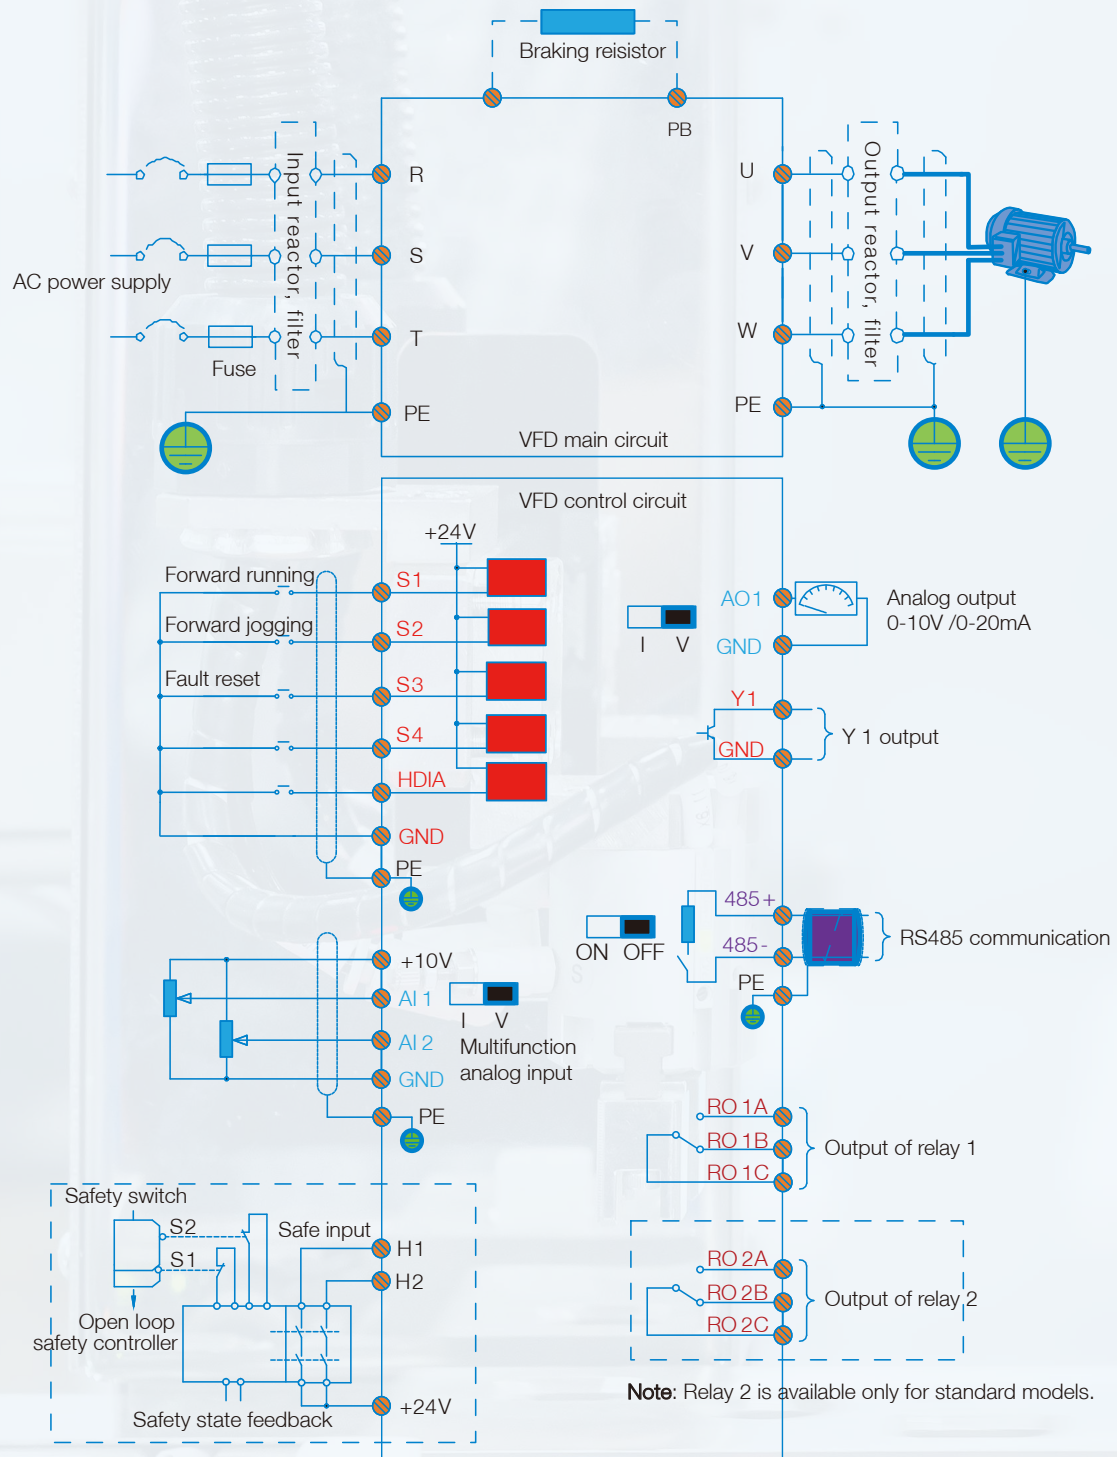 Braking reisistor
PB
R
S
T
PE
U
V
W
PE
Input reactor, filter
Output reactor, filter
AC power supply
Fuse
VFD main circuit
VFD control circuit
+24V
Forward running
S1
Forward jogging
S2
Fault reset
S3
S4
HDIA
GND
PE
+10V
AI 1
I V
AI 2
Multifunction
analog input
GND
PE
Safety switch
S2
S1
Safe input
H1
H2
Open loop
safety controller
Safety state feedback
+24V
I V
AO 1
GND
Analog output
0-10V /0-20mA
Y1
GND
Y 1 output
485+
485-
ON OFF
PE
RS485 communication
RO 1A
RO 1B
RO 1C
Output of relay 1
RO 2A
RO 2B
RO 2C
Output of relay 2
Note: Relay 2 is available only for standard models.